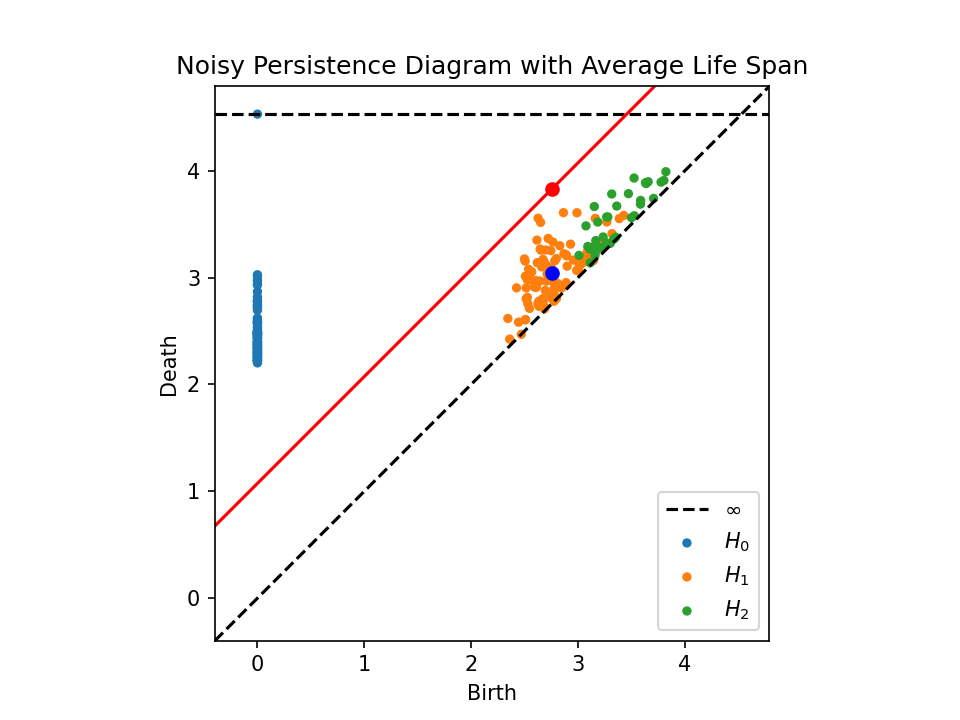 Noisy Persistence Diagram with Average Life Span
Death
4
3
2
1
0
0 1 2 3 4
Birth
∞
H₀
H₁
H₂